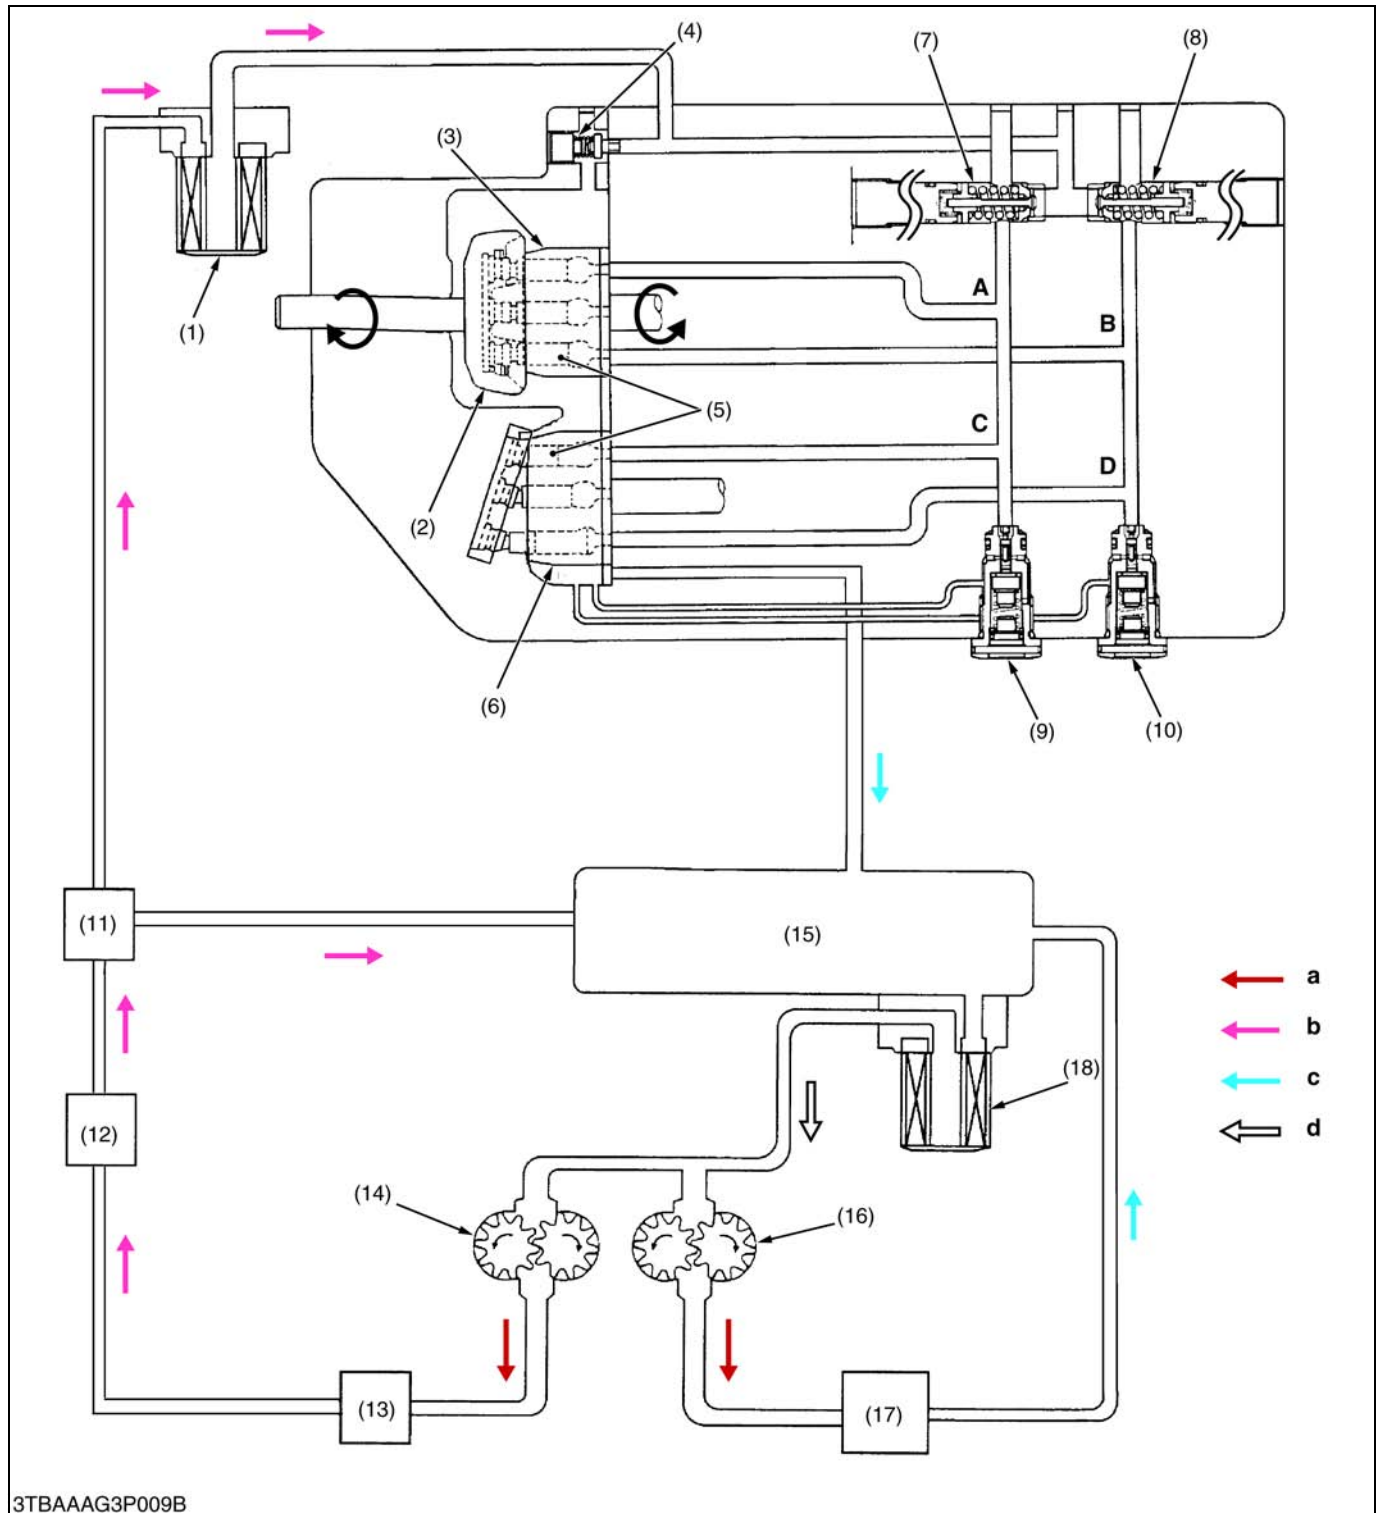 (4)
(7)
(8)
(3)
(1)
A
B
(5)
C
D
(2)
(6)
(9)
(10)
(11)
(15)
a
b
(18)
c
(12)
d
(14)
(16)
(13)
(17)
3TBAAAG3P009B